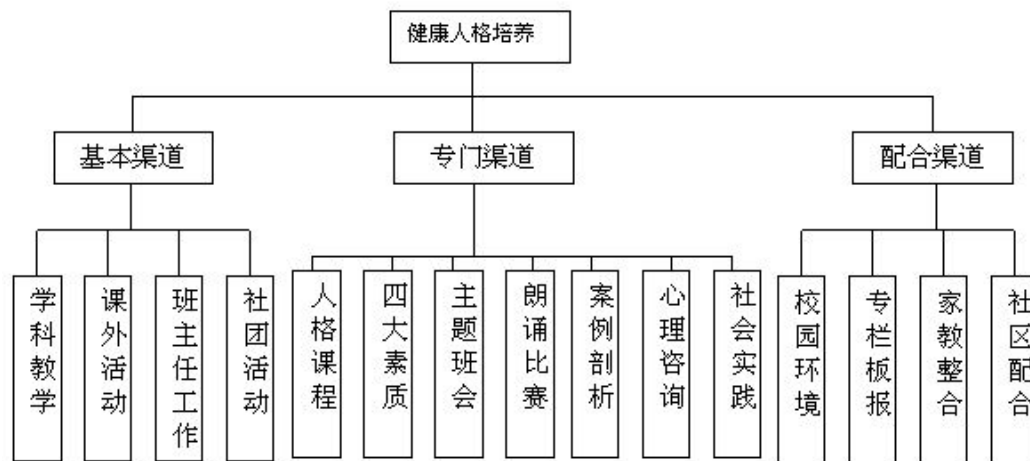 健康人格培养
基本渠道
专门渠道
配合渠道
学科教学
课外活动
班主任工作
社团活动
人格课程
四大素质
主题班会
朗诵比赛
案例剖析
心理咨询
社会实践
校园环境
专栏板报
家教整合
社区配合